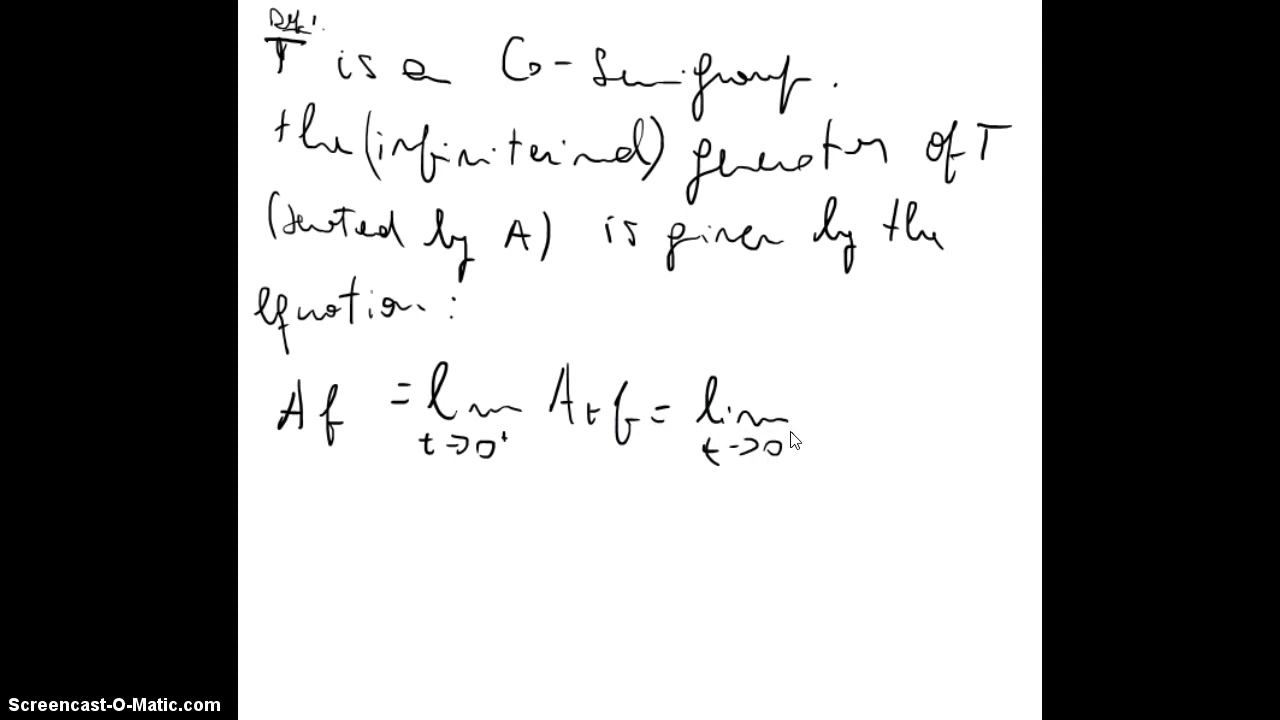 T is a C0-Semigroup.
the (infinitesimal) generator of T
(denoted by A) is given by the
equation:
Af = lim Atf = lim
t→0+ t→0
Screencast-O-Matic.com